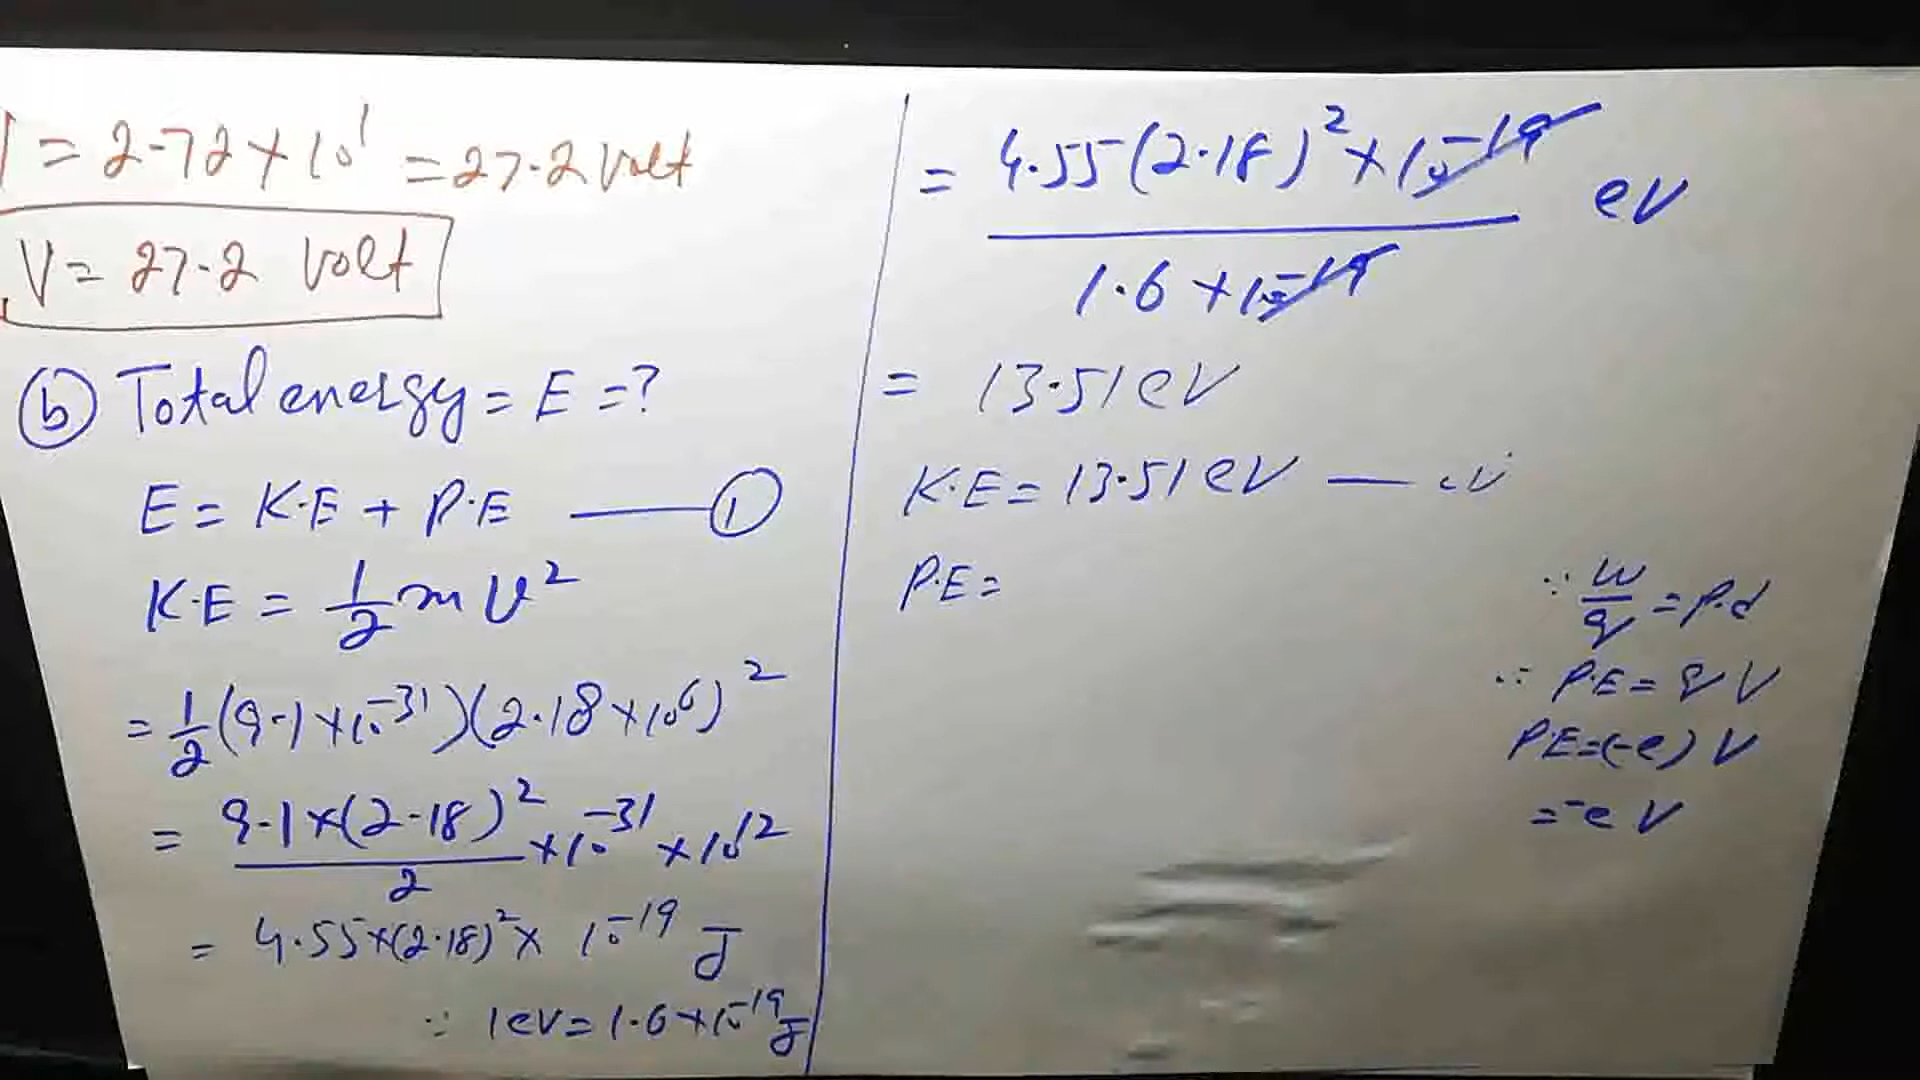 V = 2.72 × 10¹ = 27.2 Volt
V = 27.2 Volt
ⓑ Total energy = E = ?
E = K.E + P.E —— ①
K.E = 1/2 m v²
= 1/2 (9.1 × 10⁻³¹)(2.18 × 10⁶)²
= 9.1 × (2.18)² / 2 × 10⁻³¹ × 10¹²
= 4.55 × (2.18)² × 10⁻¹⁹ J
∵ 1eV = 1.6 × 10⁻¹⁹ J
= 4.55 (2.18)² × 10⁻¹⁹ / 1.6 × 10⁻¹⁹ eV
= 13.51 eV
K.E = 13.51 eV ——
P.E =
∵ W/q = P.d
∵ P.E = q V
P.E = (-e) V
= -e V